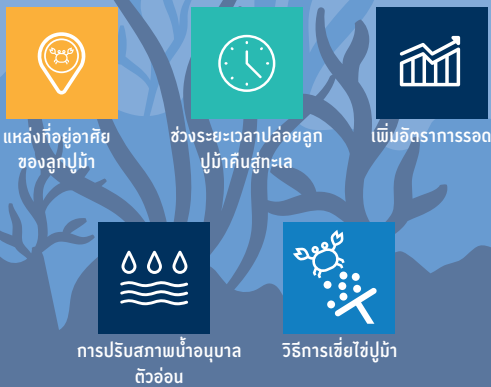 แหล่งที่อยู่อาศัย
ของลูกปูม้า
ช่วงระยะเวลาปล่อยลูก
ปูม้าคืนสู่ทะเล
เพิ่มอัตราการรอด
การปรับสภาพน้ำอนุบาล
ตัวอ่อน
วิธีการเขี่ยไข่ปูม้า